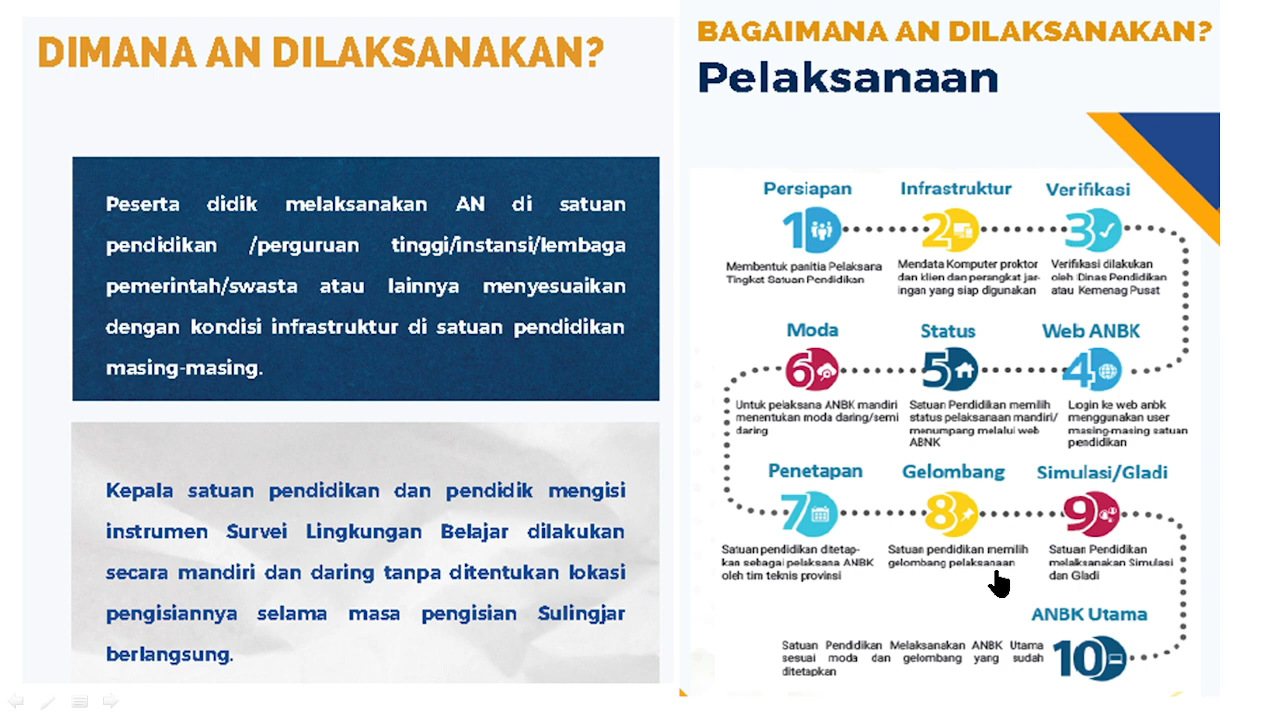 DIMANA AN DILAKSANAKAN?
Peserta didik melaksanakan AN di satuan
pendidikan /perguruan tinggi/instansi/lembaga
pemerintah/swasta atau lainnya menyesuaikan
dengan kondisi infrastruktur di satuan pendidikan
masing-masing.
Kepala satuan pendidikan dan pendidik mengisi
instrumen Survei Lingkungan Belajar dilakukan
secara mandiri dan daring tanpa ditentukan lokasi
pengisiannya selama masa pengisian Sulingjar
berlangsung.
BAGAIMANA AN DILAKSANAKAN?
Pelaksanaan
Persiapan
1
Membentuk panitia Pelaksana
Tingkat Satuan Pendidikan
Infrastruktur
2
Mendata Komputer proktor
dan klien dan perangkat jar-
ingan yang siap digunakan
Verifikasi
3
Verifikasi dilakukan
oleh Dinas Pendidikan
atau Kemenag Pusat
Web ANBK
4
Login ke web anbk
menggunakan user
masing-masing satuan
pendidikan
Status
5
Satuan Pendidikan memilih
status pelaksanaan mandiri/
menumpang melalui web
ABNK
Moda
6
Untuk pelaksana ANBK mandiri
menentukan moda daring/semi
daring
Penetapan
7
Satuan pendidikan ditetap-
kan sebagai pelaksana ANBK
oleh tim teknis provinsi
Gelombang
8
Satuan pendidikan memilih
gelombang pelaksanaan
Simulasi/Gladi
9
Satuan Pendidikan
melaksanakan Simulasi
dan Gladi
ANBK Utama
10
Satuan Pendidikan Melaksanakan ANBK Utama
sesuai moda dan gelombang yang sudah
ditetapkan